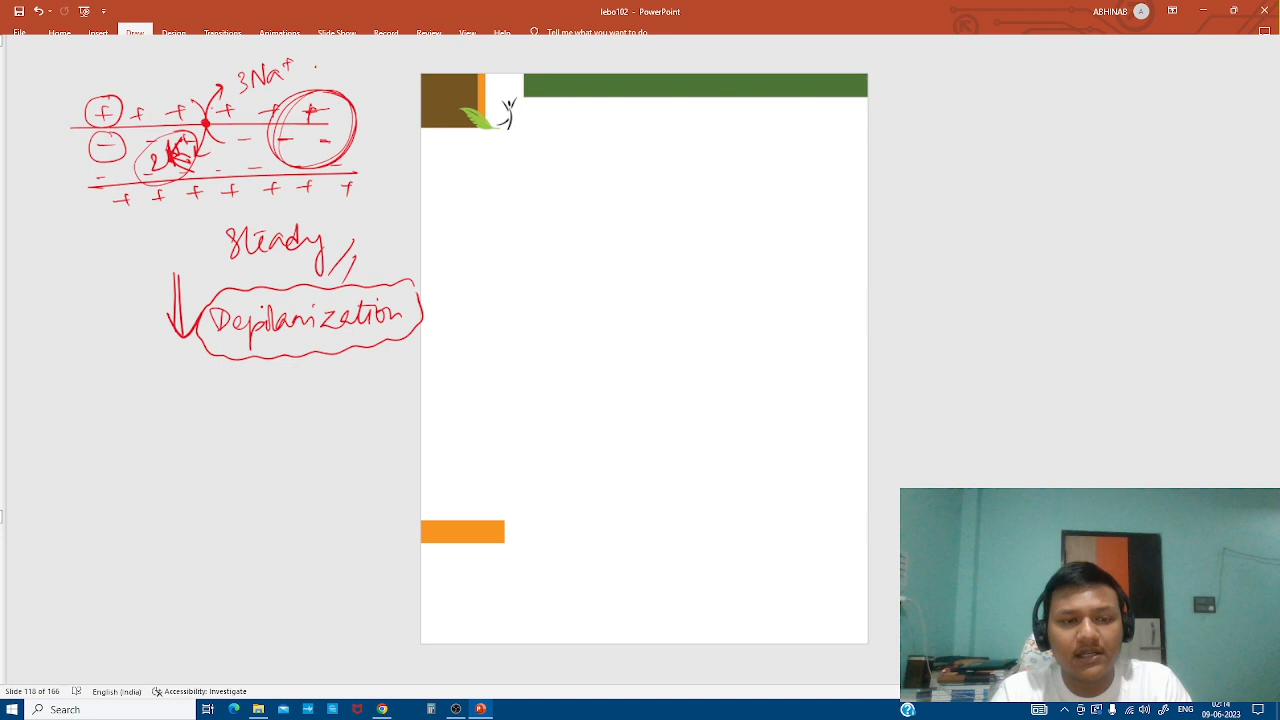 lebo102 - PowerPoint
ABHINAB A
File Home Insert Draw Design Transitions Animations Slide Show Record Review View Help Tell me what you want to do
3Na+
+ + + + + +
- - - - -
2K+
- - - - -
+ + + + + + +
Steady
Depilanization
Slide 118 of 166 English (India) Accessibility: Investigate
Search
ENG
02:14
09-06-2023